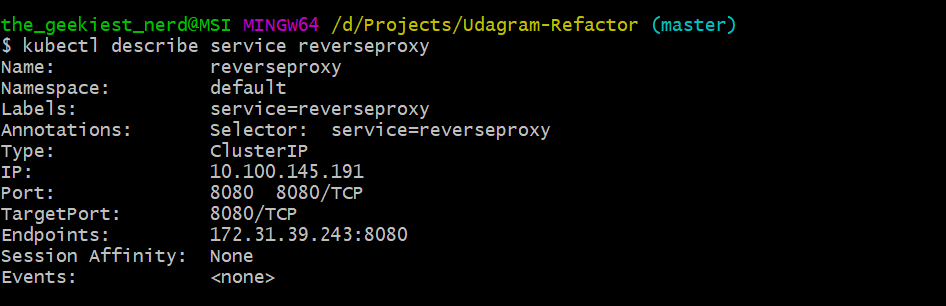 the_geekiest_nerd@MSI MINGW64 /d/Projects/Udagram-Refactor (master)
$ kubectl describe service reverseproxy
Name:              reverseproxy
Namespace:         default
Labels:            service=reverseproxy
Annotations:       Selector:  service=reverseproxy
Type:              ClusterIP
IP:                10.100.145.191
Port:              8080  8080/TCP
TargetPort:        8080/TCP
Endpoints:         172.31.39.243:8080
Session Affinity:  None
Events:            <none>